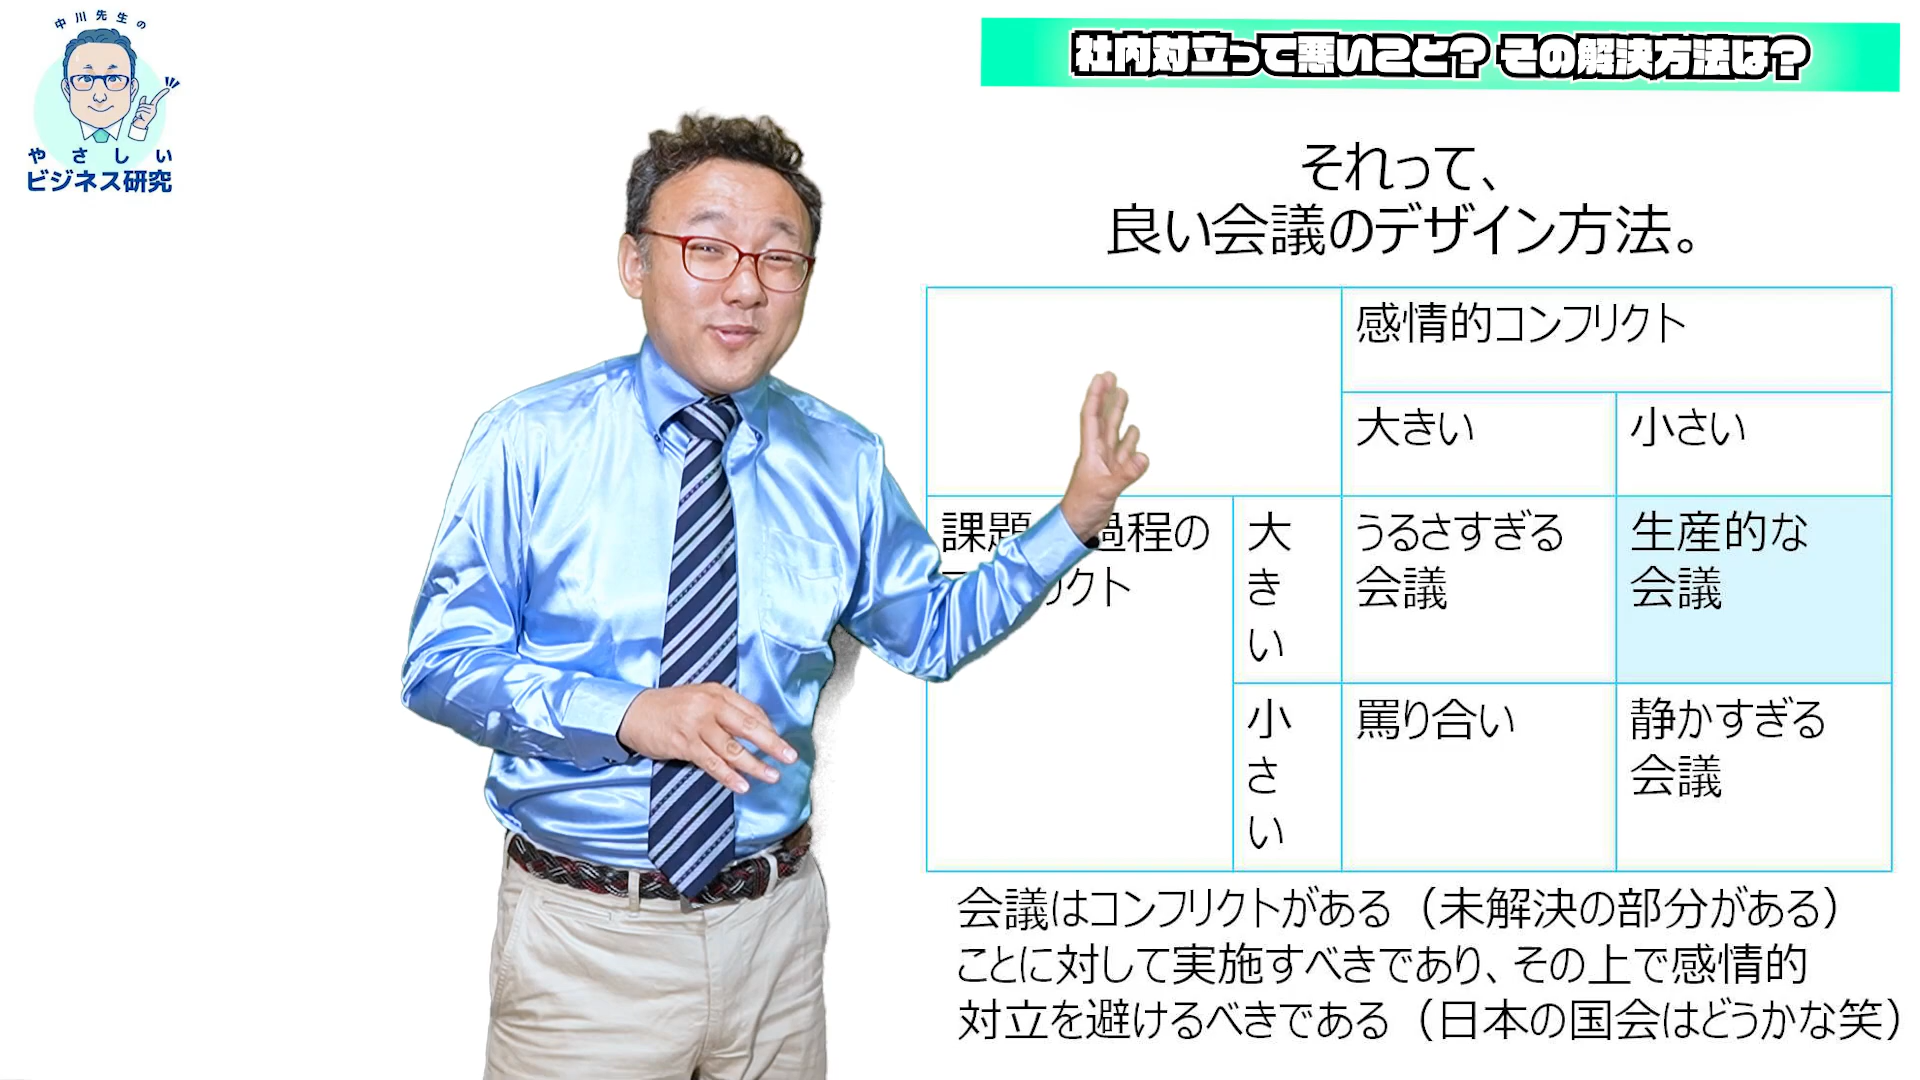 中川先生の
やさしい
ビジネス研究
社内対立って悪いこと？その解決方法は？
それって、
良い会議のデザイン方法。
感情的コンフリクト
大きい
小さい
課題 過程の
リクト
大きい
うるさすぎる
会議
生産的な
会議
小さい
罵り合い
静かすぎる
会議
会議はコンフリクトがある（未解決の部分がある）
ことに対して実施すべきであり、その上で感情的
対立を避けるべきである（日本の国会はどうかな笑）